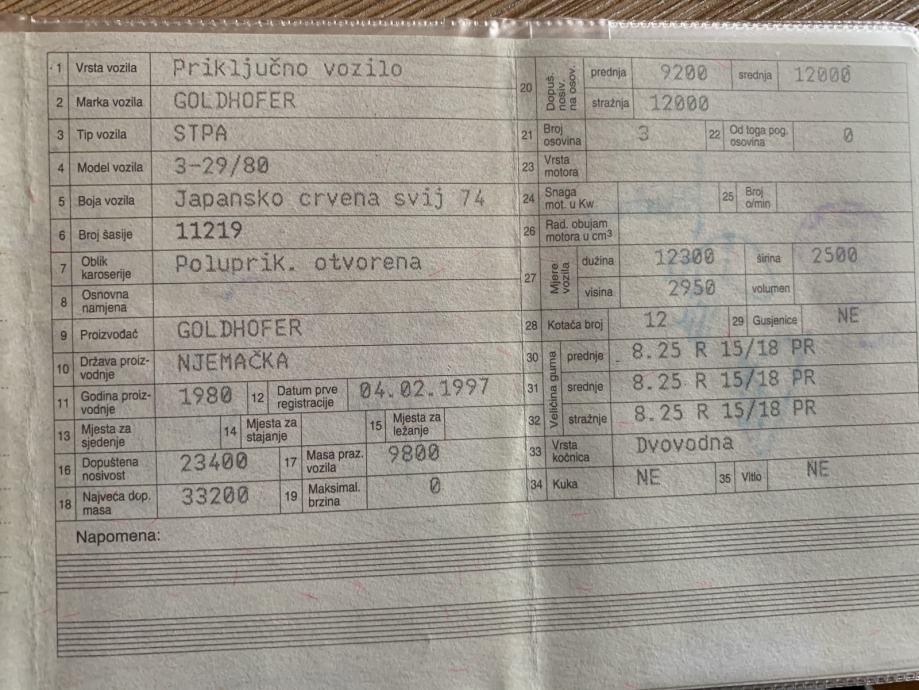 1 Vrsta vozila Priključno vozilo
2 Marka vozila GOLDHOFER
3 Tip vozila STPA
4 Model vozila 3-29/80
5 Boja vozila Japansko crvena svij 74
6 Broj šasije 11219
7 Oblik karoserije Poluprik. otvorena
8 Osnovna namjena
9 Proizvođač GOLDHOFER
10 Država proiz-vodnje NJEMAČKA
11 Godina proiz-vodnje 1980 12 Datum prve registracije 04.02.1997
13 Mjesta za sjedenje 14 Mjesta za stajanje 15 Mjesta za ležanje
16 Dopuštena nosivost 23400 17 Masa praz. vozila 9800
18 Najveća dop. masa 33200 19 Maksimal. brzina 0
Napomena:
20 Dopuš. nosiv. na osov. prednja 9200 srednja 12000
stražnja 12000
21 Broj osovina 3 22 Od toga pog. osovina 0
23 Vrsta motora
24 Snaga mot. u Kw 25 Broj o/min
26 Rad. obujam motora u cm³
27 Mjere vozila dužina 12300 širina 2500
visina 2950 volumen
28 Kotača broj 12 29 Gusjenice NE
30 Veličina guma prednje 8.25 R 15/18 PR
31 srednje 8.25 R 15/18 PR
32 stražnje 8.25 R 15/18 PR
33 Vrsta kočnica Dvovodna
34 Kuka NE 35 Vitlo NE